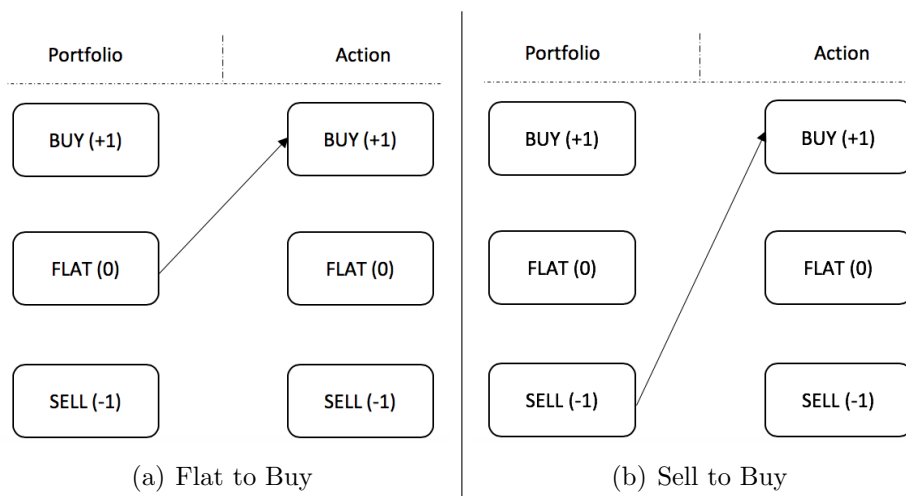 Portfolio Action
BUY (+1) BUY (+1)
FLAT (0) FLAT (0)
SELL (-1) SELL (-1)
(a) Flat to Buy
Portfolio Action
BUY (+1) BUY (+1)
FLAT (0) FLAT (0)
SELL (-1) SELL (-1)
(b) Sell to Buy